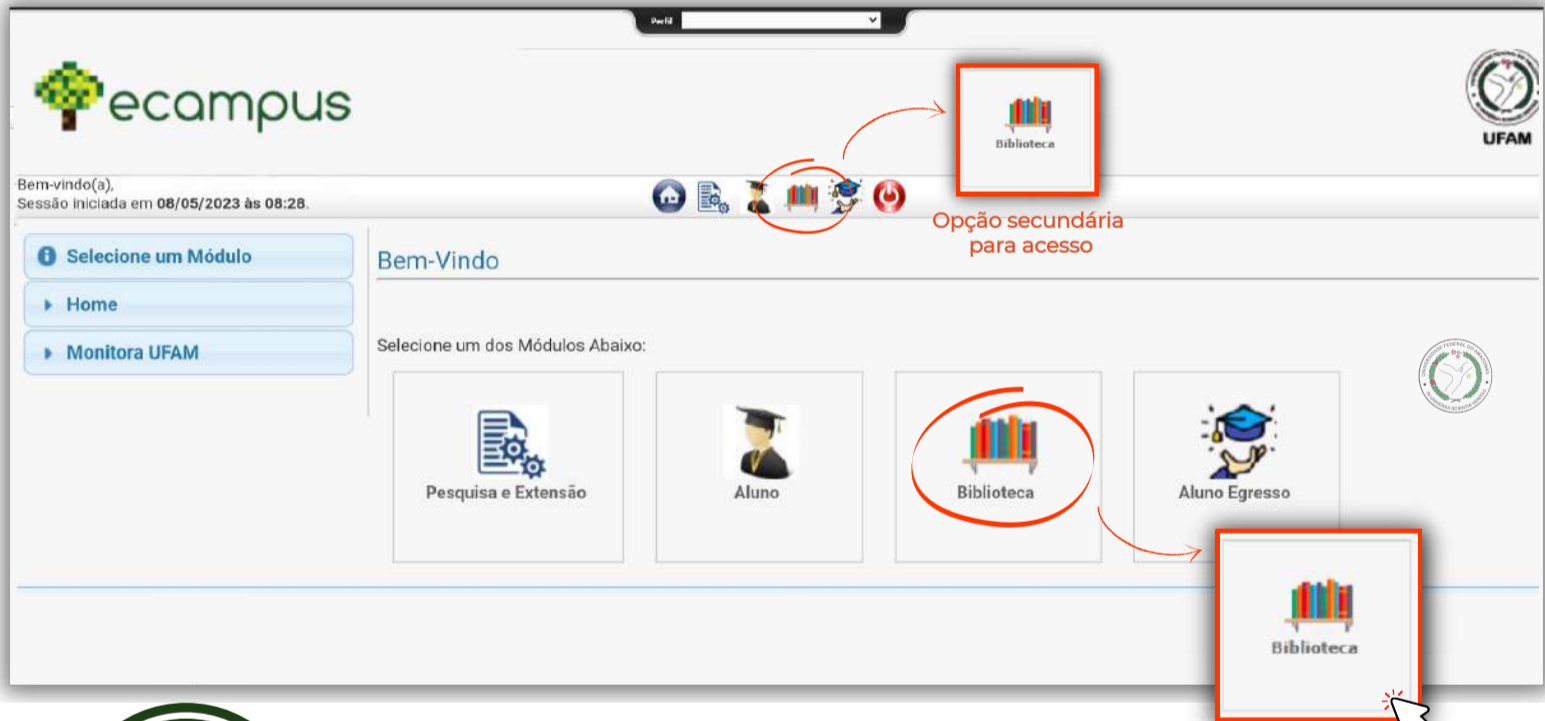 Perfil
ecampus
Biblioteca
UFAM
Bem-vindo(a),
Sessão iniciada em 08/05/2023 às 08:28.
Opção secundária
para acesso
Selecione um Módulo
Home
Monitora UFAM
Bem-Vindo
Selecione um dos Módulos Abaixo:
Pesquisa e Extensão
Aluno
Biblioteca
Aluno Egresso
Biblioteca